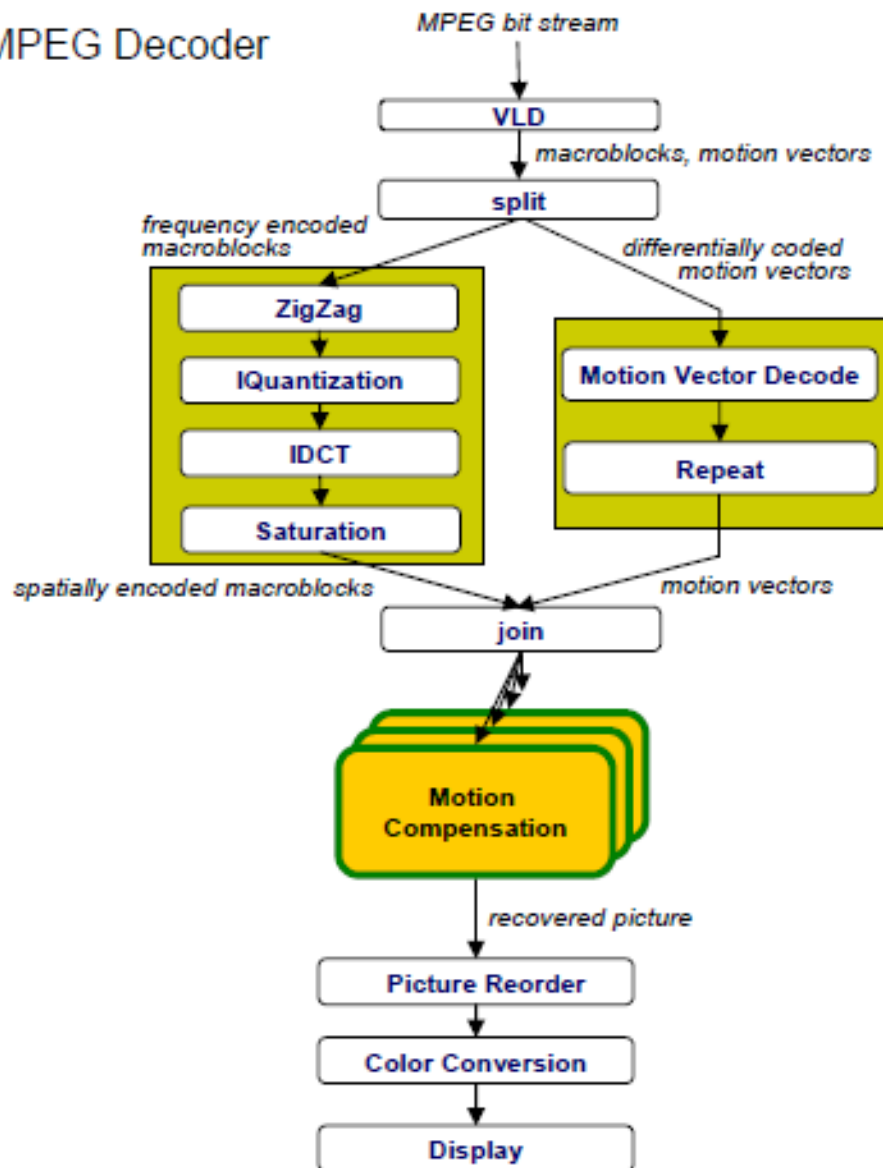 MPEG Decoder
MPEG bit stream
VLD
macroblocks, motion vectors
split
frequency encoded
macroblocks
differentially coded
motion vectors
ZigZag
IQuantization
IDCT
Saturation
Motion Vector Decode
Repeat
spatially encoded macroblocks
motion vectors
join
Motion
Compensation
recovered picture
Picture Reorder
Color Conversion
Display